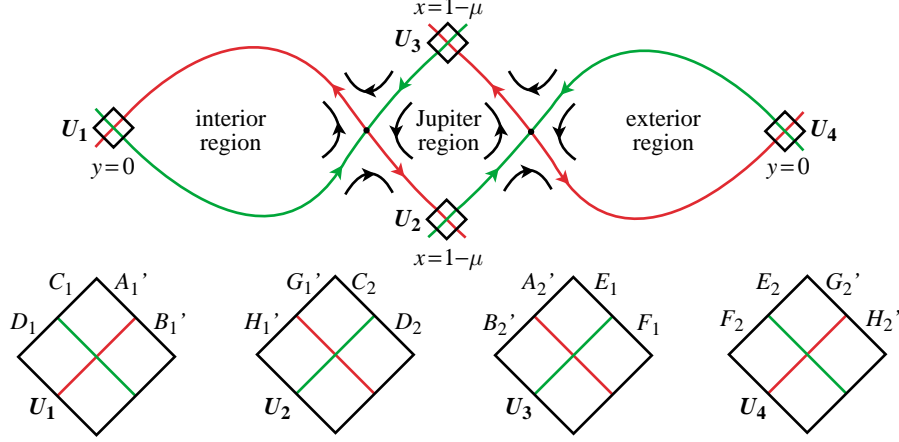 x=1–μ
U₃
interior
region
Jupiter
region
exterior
region
U₁
y=0
U₄
y=0
U₂
x=1–μ
C₁ A₁’
D₁ B₁’
U₁
G₁’ C₂
H₁’ D₂
U₂
A₂’ E₁
B₂’ F₁
U₃
E₂ G₂’
F₂ H₂’
U₄